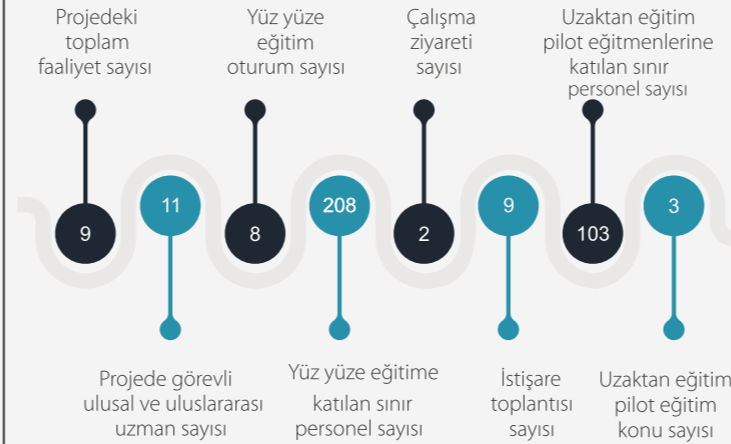 Projedeki
toplam
faaliyet sayısı
Yüz yüze
eğitim
oturum sayısı
Çalışma
ziyareti
sayısı
Uzaktan eğitim
pilot eğitmenlerine
katılan sınır
personel sayısı
9
11
8
208
2
9
103
3
Projede görevli
ulusal ve uluslararası
uzman sayısı
Yüz yüze eğitime
katılan sınır
personel sayısı
İstişare
toplantısı
sayısı
Uzaktan eğitim
pilot eğitim
konu sayısı